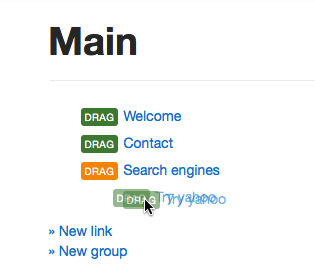 Main
DRAG Welcome
DRAG Contact
DRAG Search engines
DRAG Try yahoo
» New link
» New group